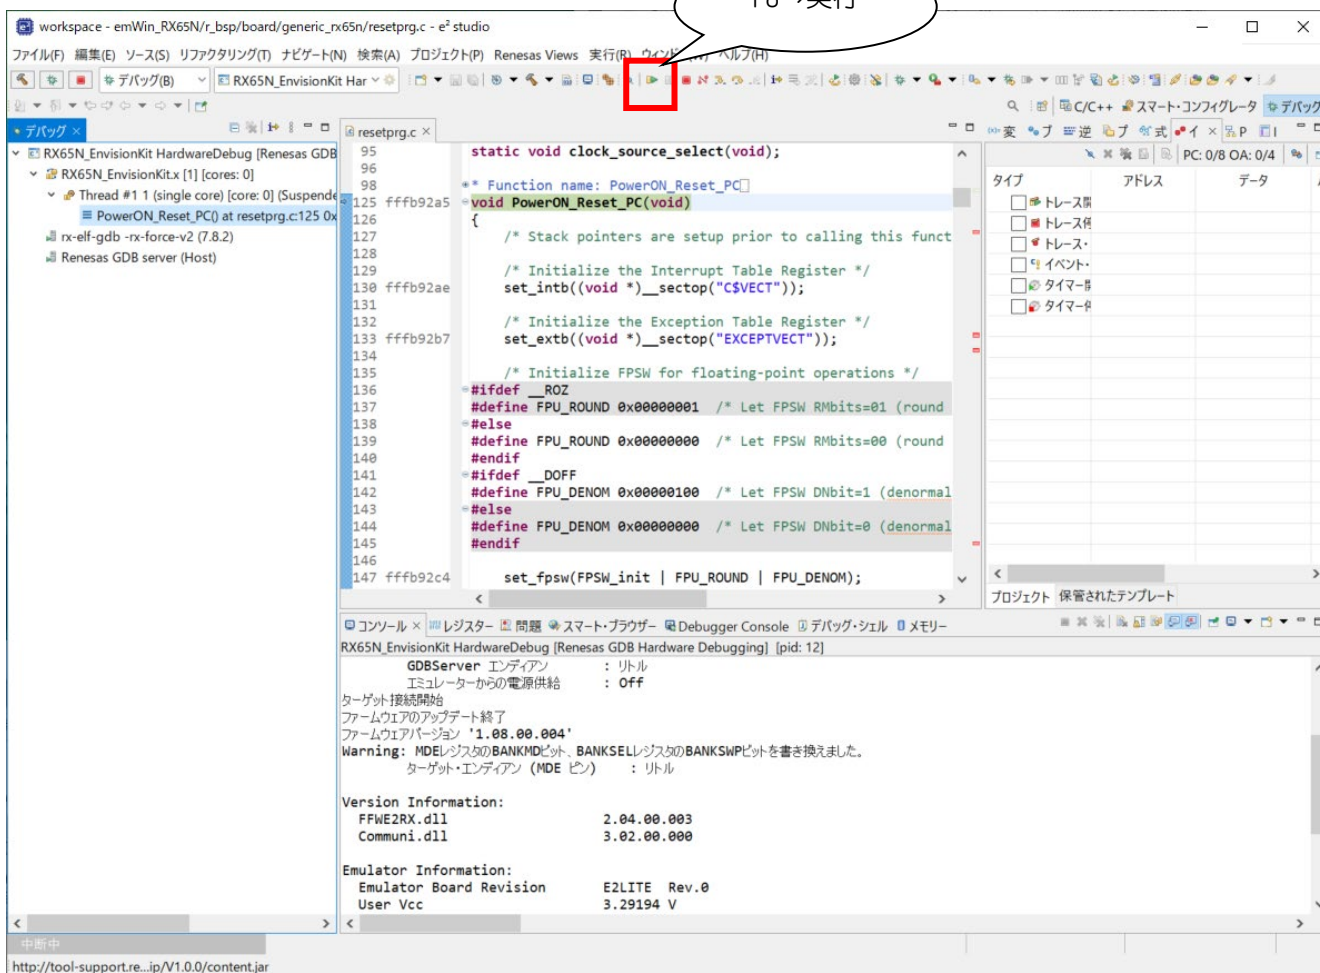 workspace - emWin_RX65N/r_bsp/board/generic_rx65n/resetprg.c - e² studio
ファイル(F) 編集(E) ソース(S) リファクタリング(T) ナビゲート(N) 検索(A) プロジェクト(P) Renesas Views 実行(R) ヘルプ(H)
デバッグ(B) RX65N_EnvisionKit Har
C/C++ スマート・コンフィグレータ デバッグ
デバッグ
RX65N_EnvisionKit HardwareDebug [Renesas GDB
RX65N_EnvisionKit.x [1] [cores: 0]
Thread #1 1 (single core) [core: 0] (Suspende
PowerON_Reset_PC() at resetprg.c:125 0x
rx-elf-gdb -rx-force-v2 (7.8.2)
Renesas GDB server (Host)
resetprg.c
95 static void clock_source_select(void);
96
98 * Function name: PowerON_Reset_PC
125 fffb92a5 void PowerON_Reset_PC(void)
126 {
127 /* Stack pointers are setup prior to calling this funct
128
129 /* Initialize the Interrupt Table Register */
130 fffb92ae set_intb((void *)__sectop("C$VECT"));
131
132 /* Initialize the Exception Table Register */
133 fffb92b7 set_extb((void *)__sectop("EXCEPTVECT"));
134
135 /* Initialize FPSW for floating-point operations */
136 #ifdef __ROZ
137 #define FPU_ROUND 0x00000001 /* Let FPSW RMbits=01 (round
138 #else
139 #define FPU_ROUND 0x00000000 /* Let FPSW RMbits=00 (round
140 #endif
141 #ifdef __DOFF
142 #define FPU_DENOM 0x00000100 /* Let FPSW DNbit=1 (denormal
143 #else
144 #define FPU_DENOM 0x00000000 /* Let FPSW DNbit=0 (denormal
145 #endif
146
147 fffb92c4 set_fpsw(FPSW_init | FPU_ROUND | FPU_DENOM);
変 ブ 逆 ブ 式 イ P I
PC: 0/8 OA: 0/4
タイプ アドレス データ
トレース開
トレース停
トレース・
イベント・
タイマー開
タイマー停
プロジェクト 保管されたテンプレート
コンソール レジスター 問題 スマート・ブラウザー Debugger Console デバッグ・シェル メモリー
RX65N_EnvisionKit HardwareDebug [Renesas GDB Hardware Debugging] [pid: 12]
GDBServer エンディアン : リトル
エミュレーターからの電源供給 : Off
ターゲット接続開始
ファームウェアのアップデート終了
ファームウェアバージョン '1.08.00.004'
Warning: MDEレジスタのBANKMDビット、BANKSELレジスタのBANKSWPビットを書き換えました。
ターゲット・エンディアン (MDE ピン) : リトル
Version Information:
FFWE2RX.dll 2.04.00.003
Communi.dll 3.02.00.000
Emulator Information:
Emulator Board Revision E2LITE Rev.0
User Vcc 3.29194 V
中断中
http://tool-support.re...ip/V1.0.0/content.jar